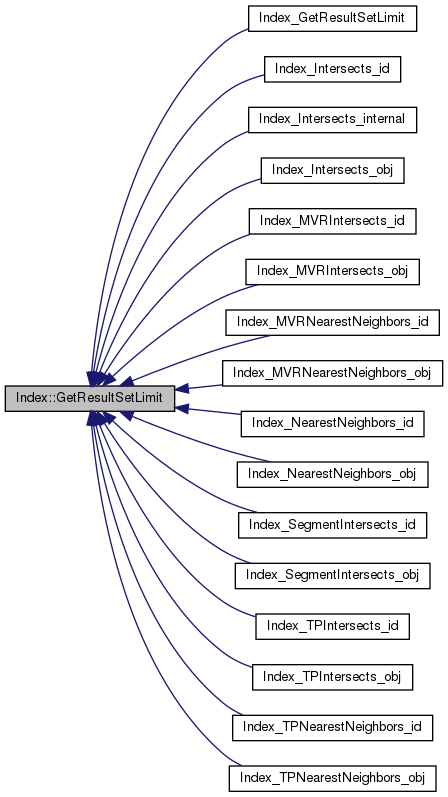 Index_GetResultSetLimit
Index_Intersects_id
Index_Intersects_internal
Index_Intersects_obj
Index_MVRIntersects_id
Index_MVRIntersects_obj
Index_MVRNearestNeighbors_id
Index_MVRNearestNeighbors_obj
Index::GetResultSetLimit
Index_NearestNeighbors_id
Index_NearestNeighbors_obj
Index_SegmentIntersects_id
Index_SegmentIntersects_obj
Index_TPIntersects_id
Index_TPIntersects_obj
Index_TPNearestNeighbors_id
Index_TPNearestNeighbors_obj